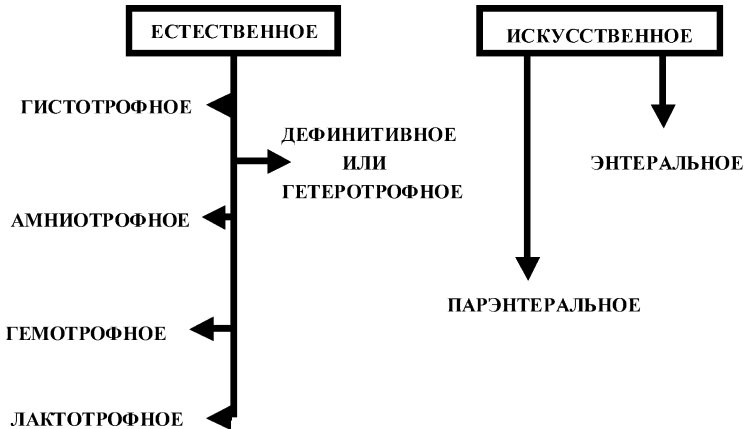 ЕСТЕСТВЕННОЕ
ИСКУССТВЕННОЕ
ГИСТОТРОФНОЕ
ДЕФИНИТИВНОЕ
ИЛИ
ГЕТЕРОТРОФНОЕ
ЭНТЕРАЛЬНОЕ
АМНИОТРОФНОЕ
ПАРЭНТЕРАЛЬНОЕ
ГЕМОТРОФНОЕ
ЛАКТОТРОФНОЕ